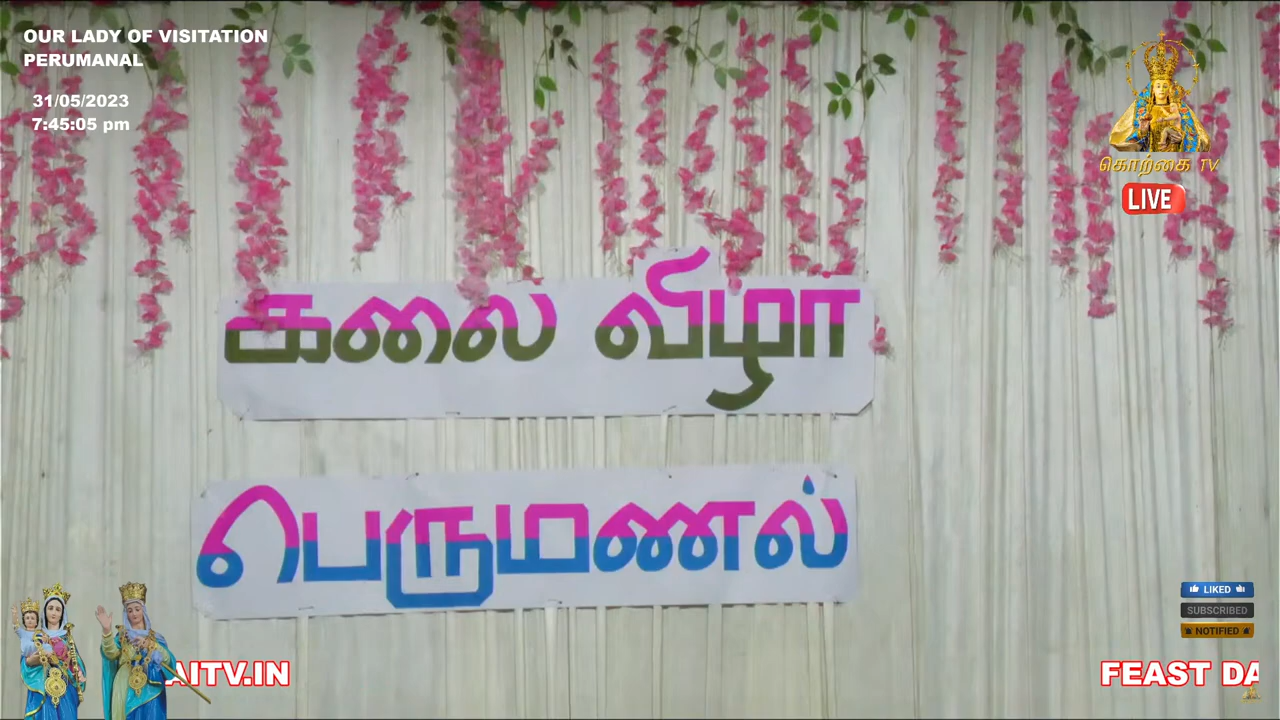 OUR LADY OF VISITATION
PERUMANAL
31/05/2023
7:45:05 pm
கொற்கை TV
LIVE
கலை விழா
பெருமணல்
LIKED
SUBSCRIBED
NOTIFIED
AITV.IN
FEAST DA